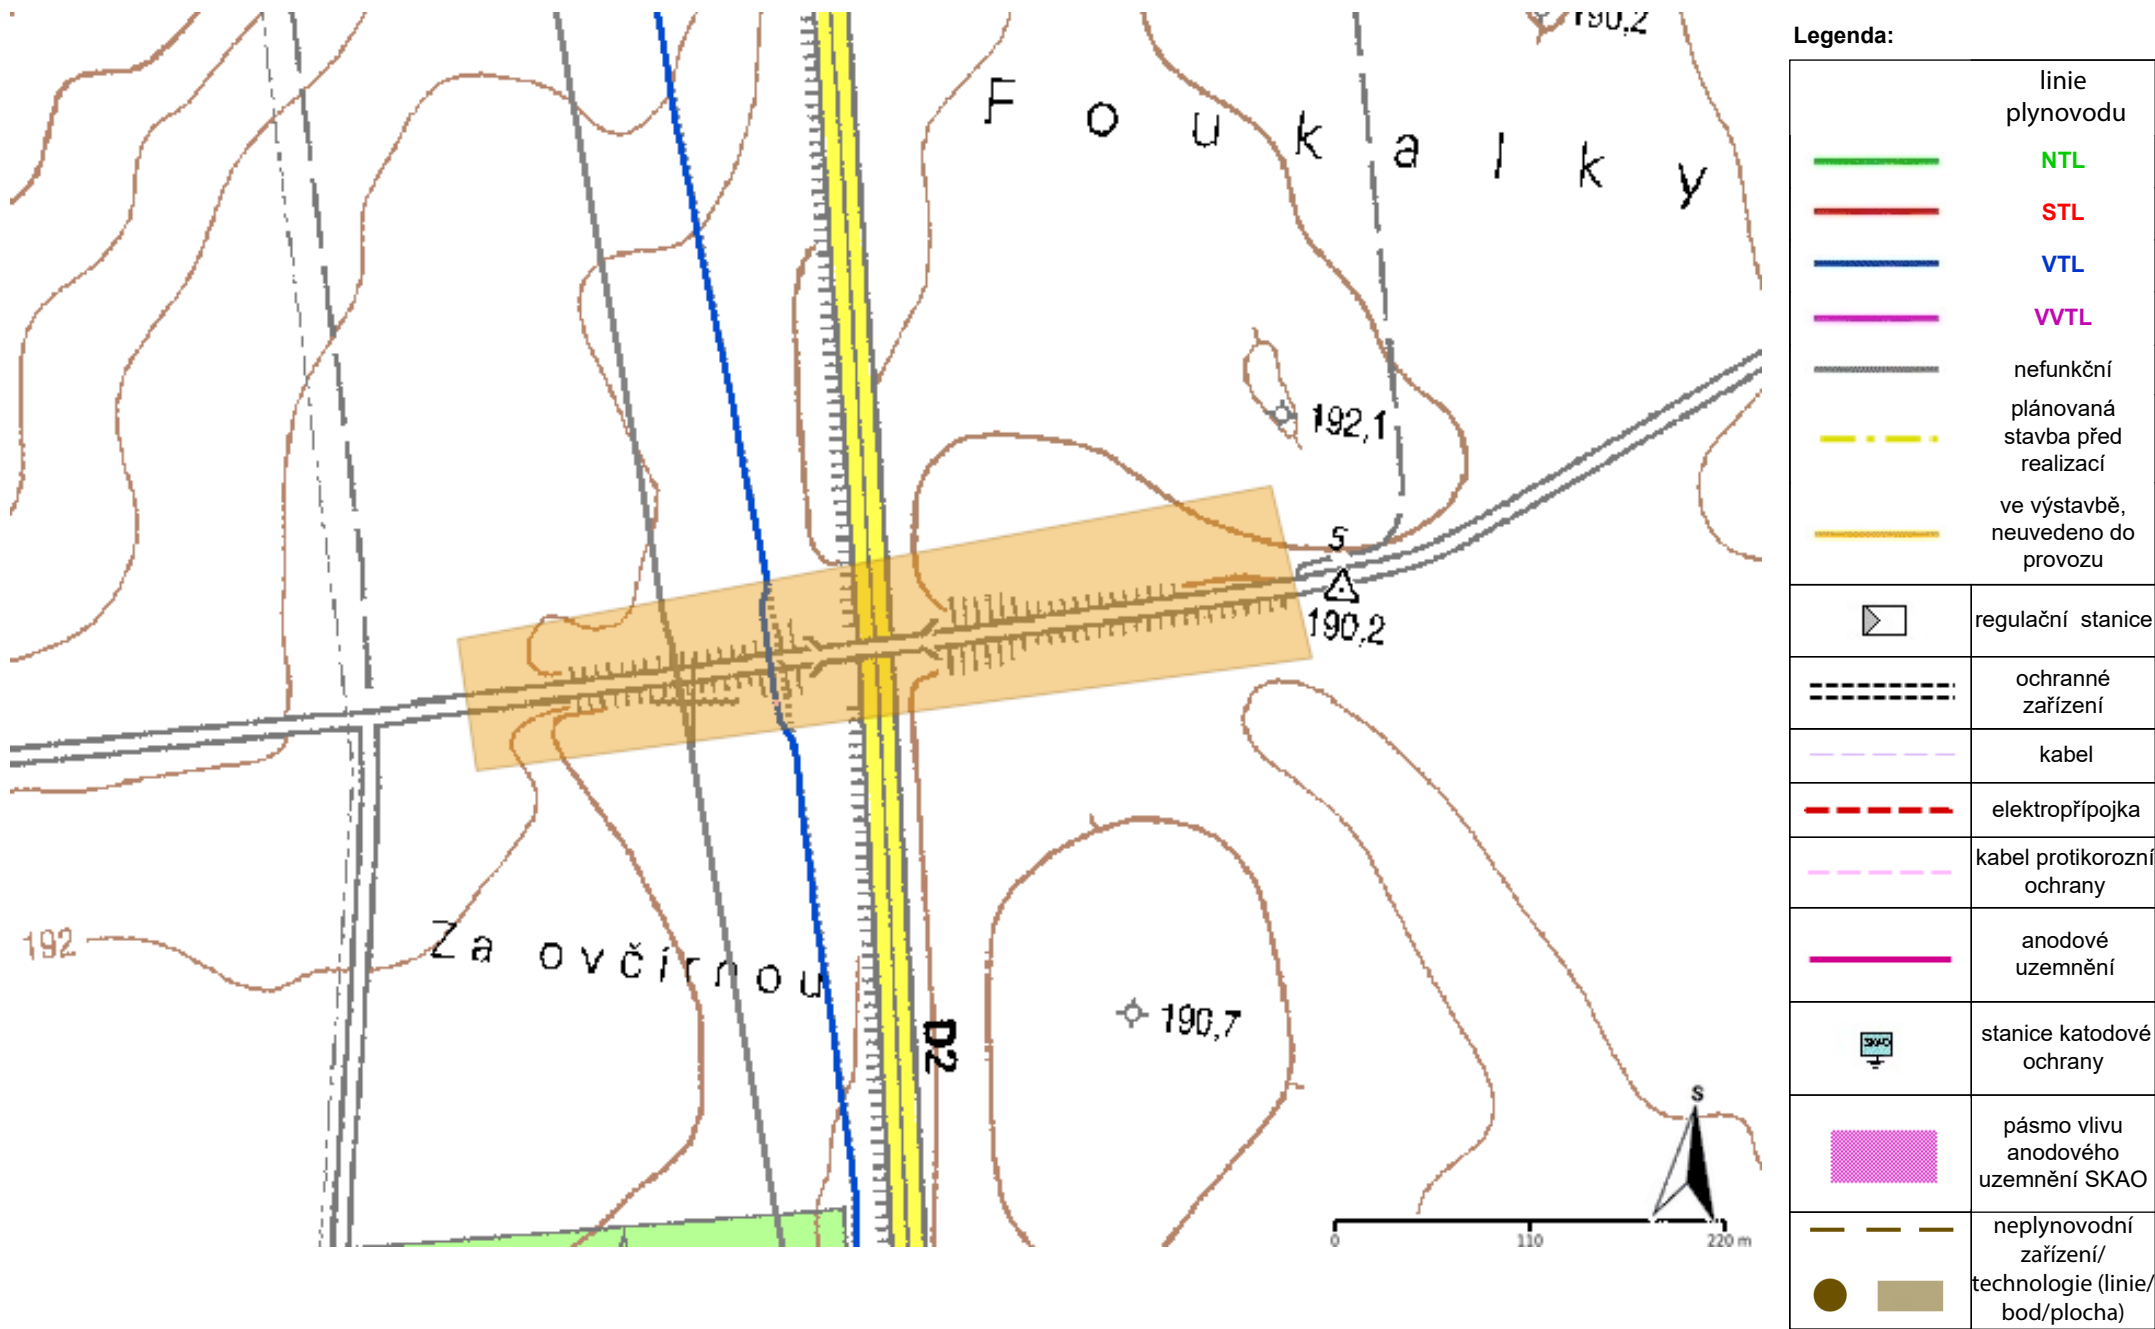 190,2
F o u k a l k y
192,1
S
190,2
Za ovčírnou
192
190,7
D2
S
0 110 220 m
Legenda:
linie
plynovodu
NTL
STL
VTL
VVTL
nefunkční
plánovaná
stavba před
realizací
ve výstavbě,
neuvedeno do
provozu
regulační stanice
ochranné
zařízení
kabel
elektropřípojka
kabel protikorozní
ochrany
anodové
uzemnění
SKAO
stanice katodové
ochrany
pásmo vlivu
anodového
uzemnění SKAO
neplynovodní
zařízení/
technologie (linie/
bod/plocha)